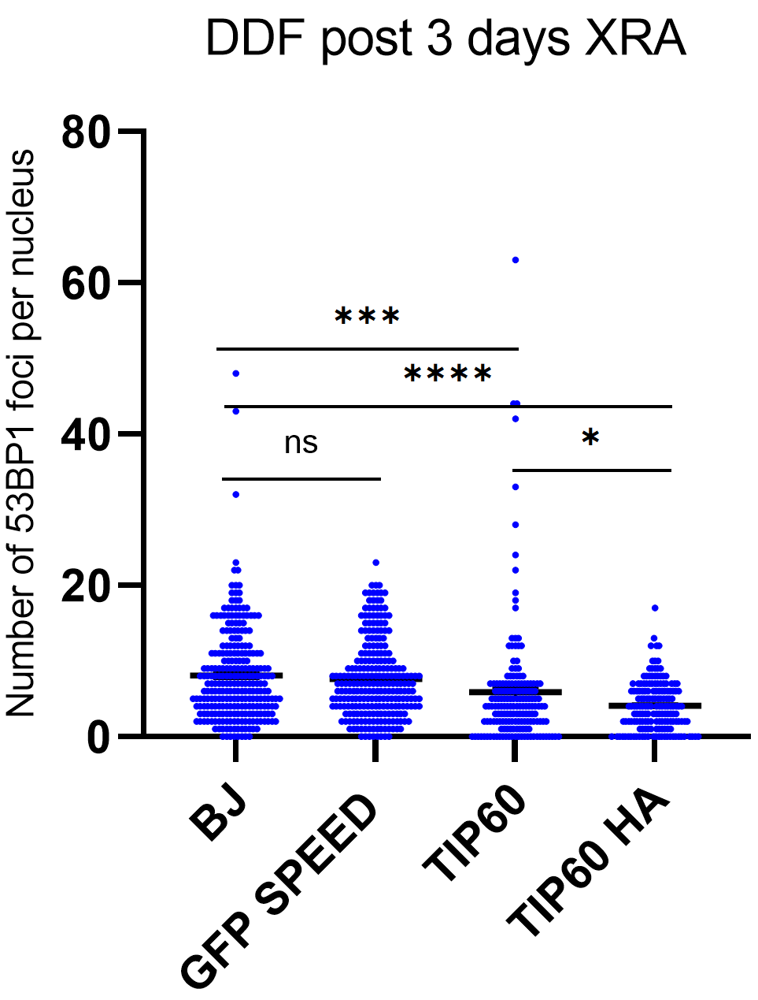 DDF post 3 days XRA
Number of 53BP1 foci per nucleus
80
60
40
20
0
***
****
ns
*
BJ
GFP SPEED
TIP60
TIP60 HA